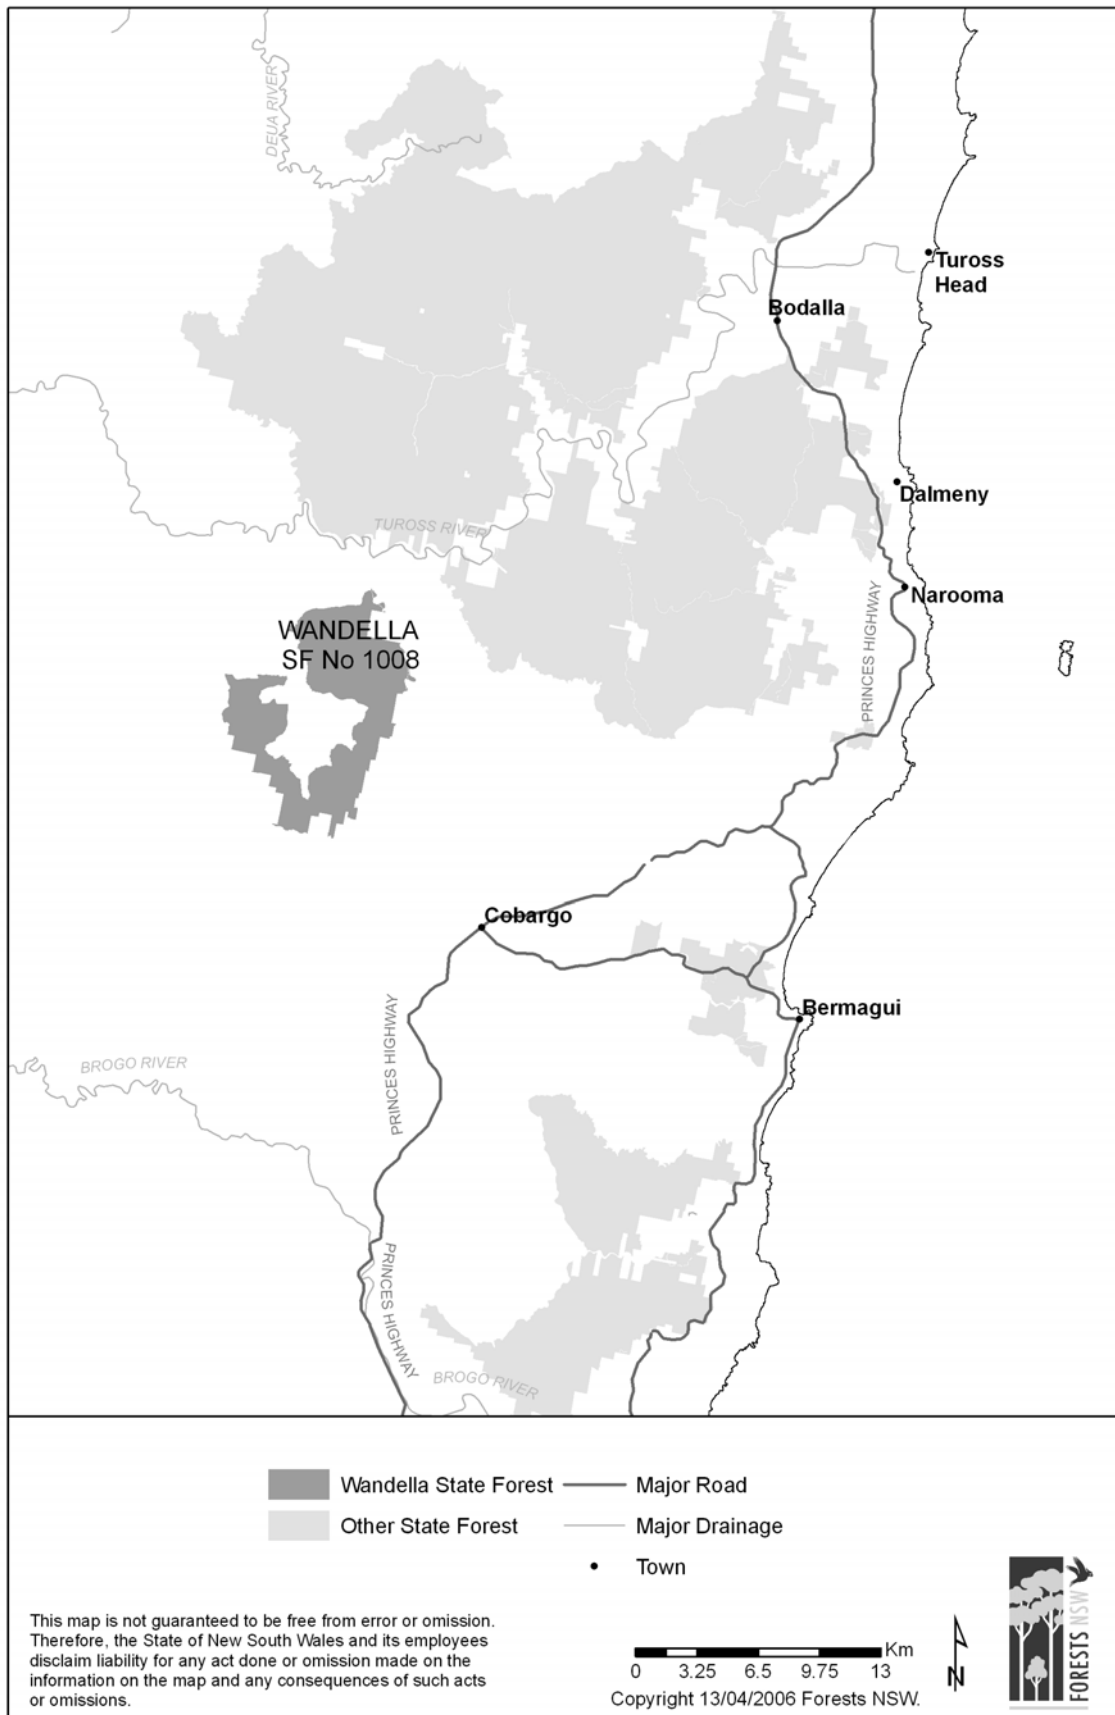 DEUA RIVER
Tuross
Head
Bodalla
Dalmeny
TUROSS RIVER
PRINCES HIGHWAY
Narooma
WANDELLA
SF No 1008
Cobargo
Bermagui
PRINCES HIGHWAY
BROGO RIVER
PRINCES HIGHWAY
BROGO RIVER
Wandella State Forest
Major Road
Other State Forest
Major Drainage
Town
This map is not guaranteed to be free from error or omission.
Therefore, the State of New South Wales and its employees
disclaim liability for any act done or omission made on the
information on the map and any consequences of such acts
or omissions.
Km
0 3.25 6.5 9.75 13
Copyright 13/04/2006 Forests NSW.
N
FORESTS NSW